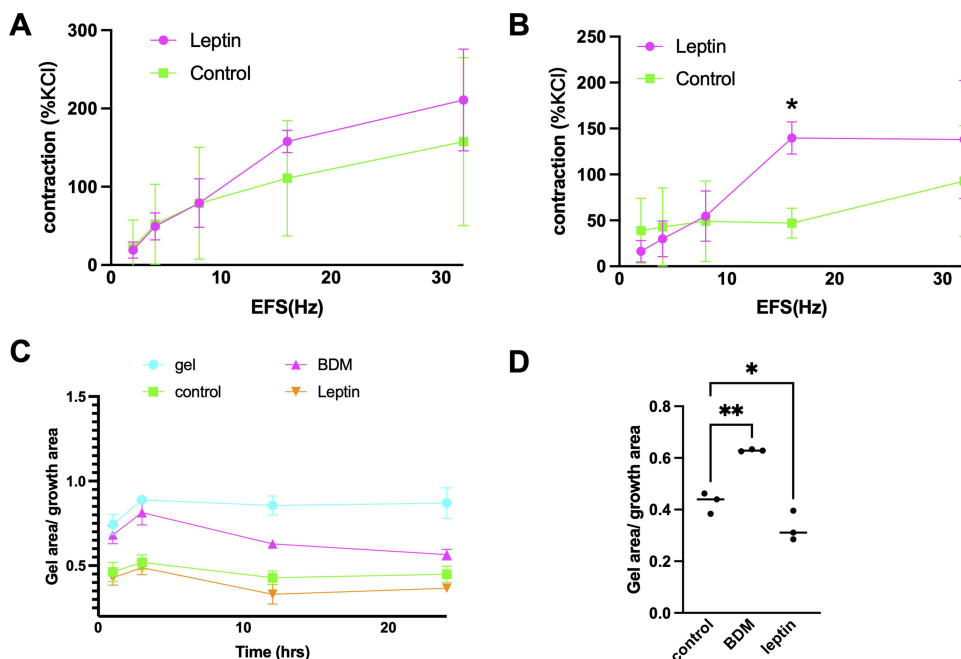 A
Leptin
Control
contraction (%KCl)
300
200
100
0
0
10
20
30
EFS(Hz)
B
Leptin
Control
*
contraction (%KCl)
250
200
150
100
50
0
0
10
20
30
EFS(Hz)
C
gel
BDM
control
Leptin
Gel area/ growth area
1.5
1.0
0.5
0
10
20
Time (hrs)
D
*
**
Gel area/ growth area
0.8
0.6
0.4
0.2
0.0
control
BDM
leptin